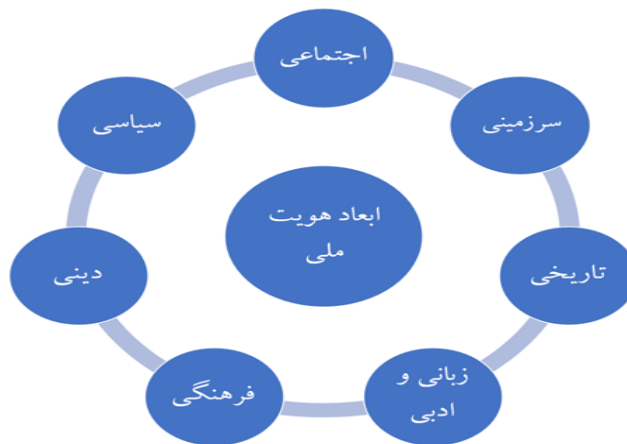 اجتماعی
سرزمینی
تاریخی
زبانی و
ادبی
فرهنگی
دینی
سیاسی
ابعاد هویت
ملی